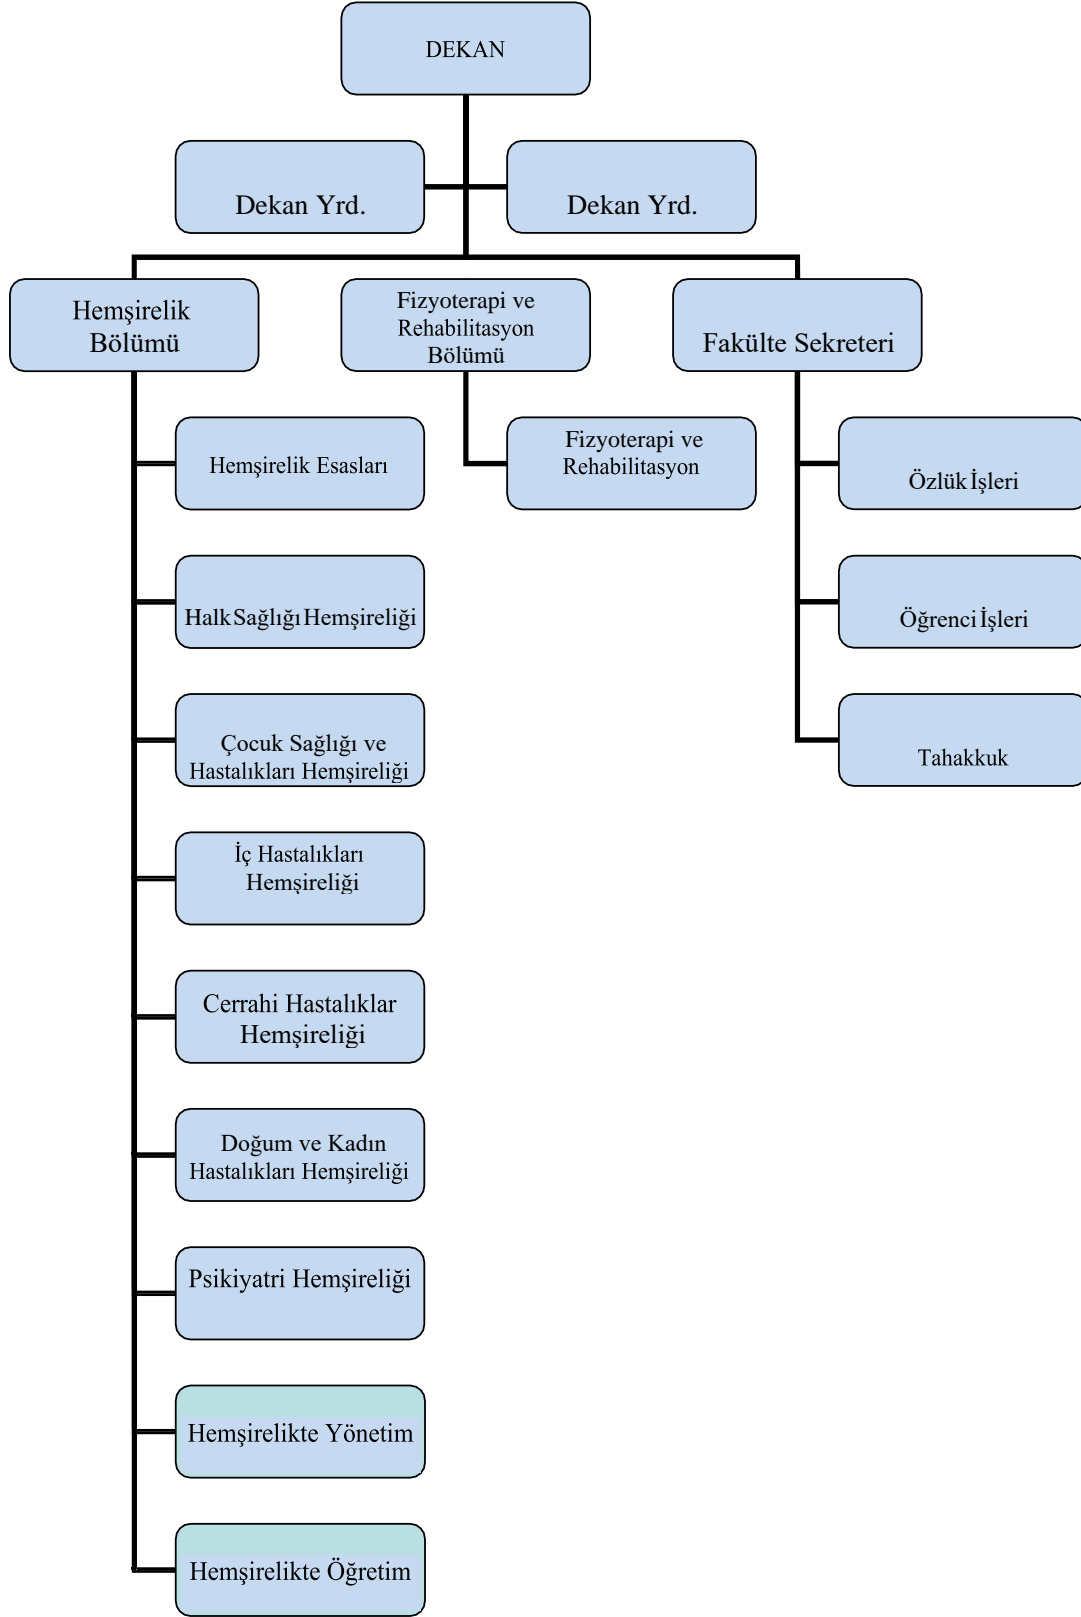 DEKAN
Dekan Yrd.
Dekan Yrd.
Hemşirelik
Bölümü
Fizyoterapi ve
Rehabilitasyon
Bölümü
Fakülte Sekreteri
Hemşirelik Esasları
Fizyoterapi ve
Rehabilitasyon
Özlük İşleri
Halk Sağlığı Hemşireliği
Öğrenci İşleri
Çocuk Sağlığı ve
Hastalıkları Hemşireliği
Tahakkuk
İç Hastalıkları
Hemşireliği
Cerrahi Hastalıklar
Hemşireliği
Doğum ve Kadın
Hastalıkları Hemşireliği
Psikiyatri Hemşireliği
Hemşirelikte Yönetim
Hemşirelikte Öğretim